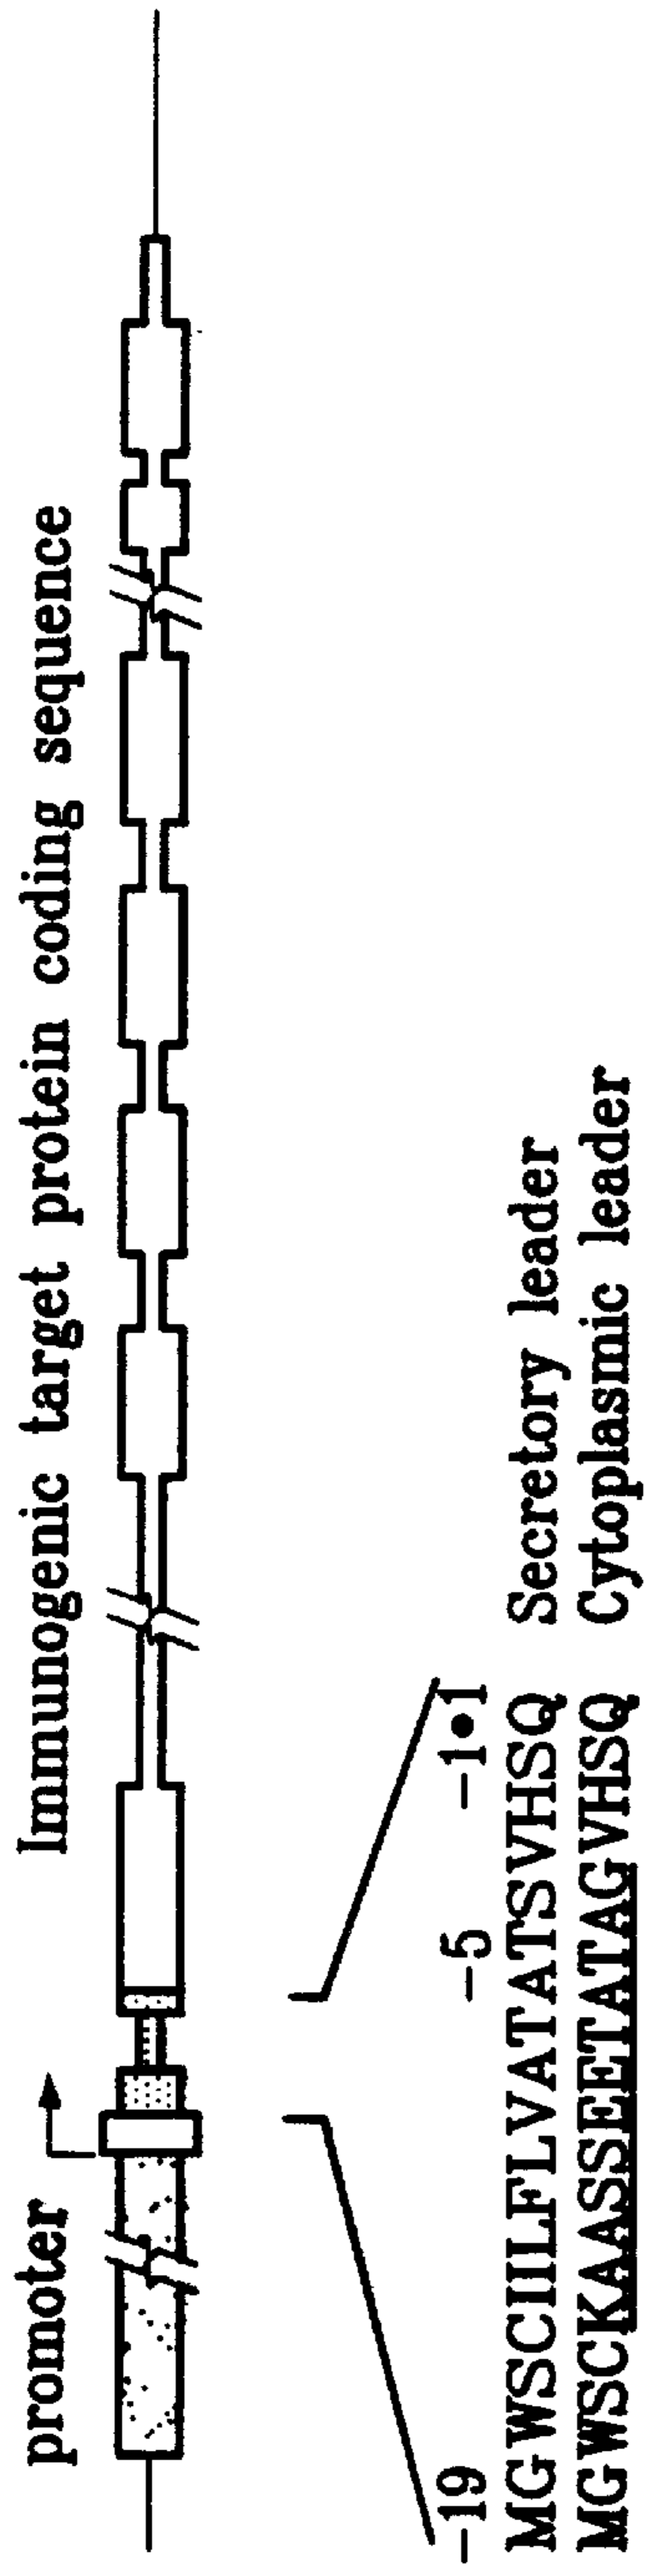 Immunogenic target protein coding sequence
promoter
-19 -5 -1•1
MGWSCIILFLVATATSVHSQ Secretory leader
MGWSCKAASSEETATAGVHSQ Cytoplasmic leader